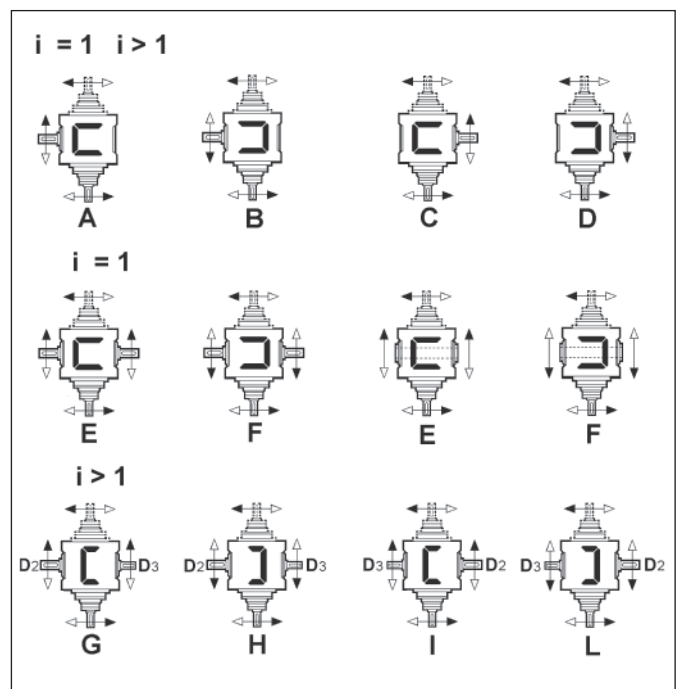 i = 1 i > 1
A B C D
i = 1
E F E F
i > 1
D2 D3 D2 D3 D3 D2 D3 D2
G H I L